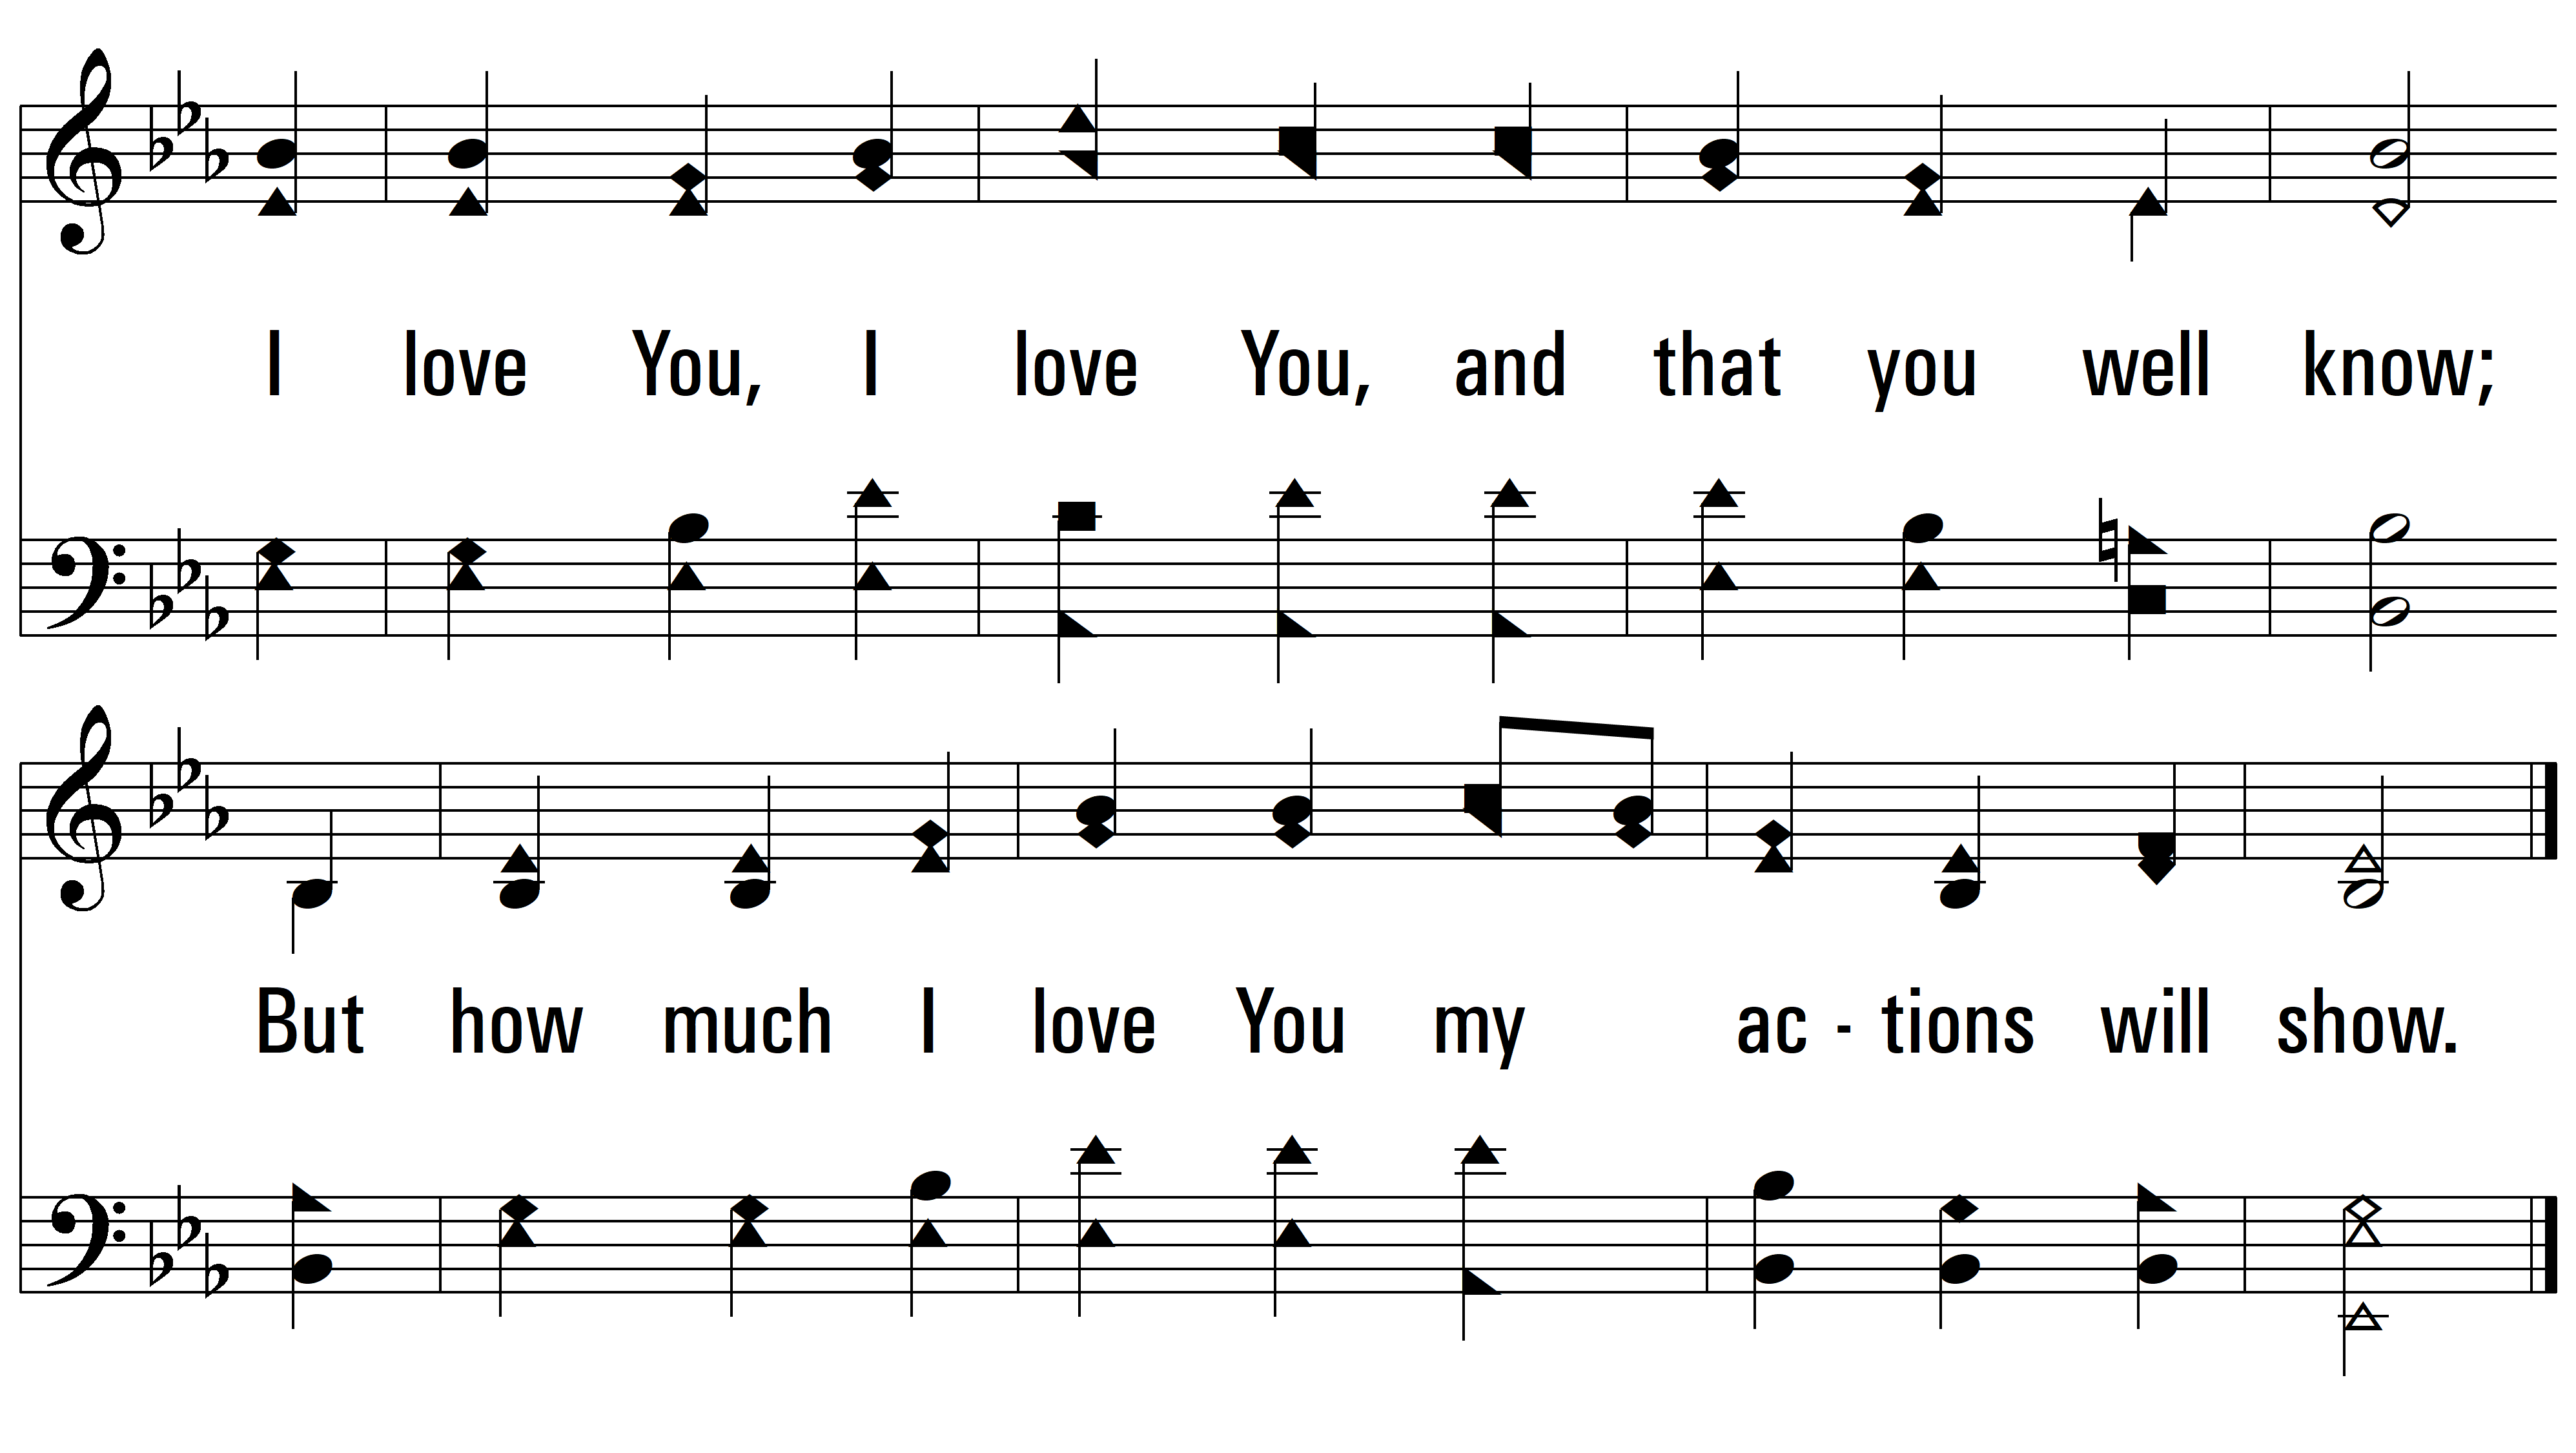 I love You, I love You, and that you well know;
But how much I love You my ac - tions will show.